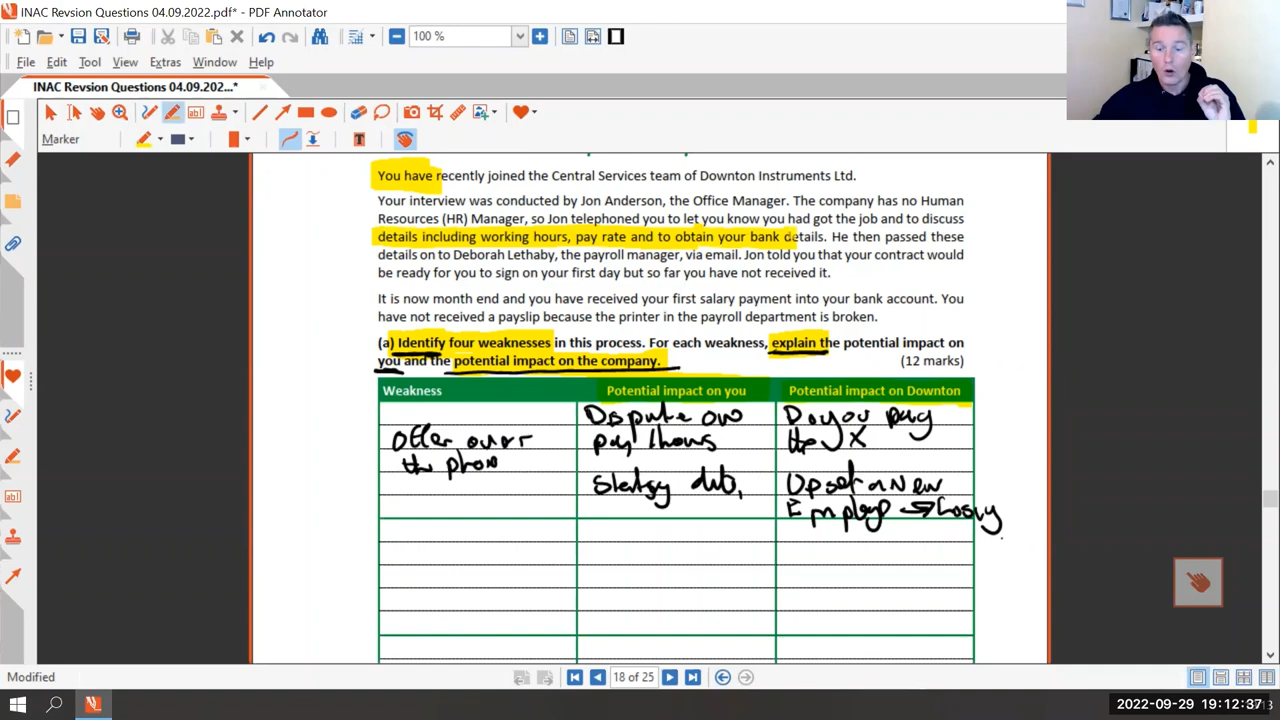 INAC Revision Questions 04.09.2022.pdf* - PDF Annotator
100 %
File Edit Tool View Extras Window Help
INAC Revsion Questions 04.09.202...*
Marker
You have recently joined the Central Services team of Downton Instruments Ltd.
Your interview was conducted by Jon Anderson, the Office Manager. The company has no Human
Resources (HR) Manager, so Jon telephoned you to let you know you had got the job and to discuss
details including working hours, pay rate and to obtain your bank details. He then passed these
details on to Deborah Lethaby, the payroll manager, via email. Jon told you that your contract would
be ready for you to sign on your first day but so far you have not received it.
It is now month end and you have received your first salary payment into your bank account. You
have not received a payslip because the printer in the payroll department is broken.
(a) Identify four weaknesses in this process. For each weakness, explain the potential impact on
you and the potential impact on the company. (12 marks)
Weakness Potential impact on you Potential impact on Downton
Dispute ove Do you pay
Offer over pay / hours the X
the phone
Upset a New
Employee
Modified 18 of 25
2022-09-29 19:12:37